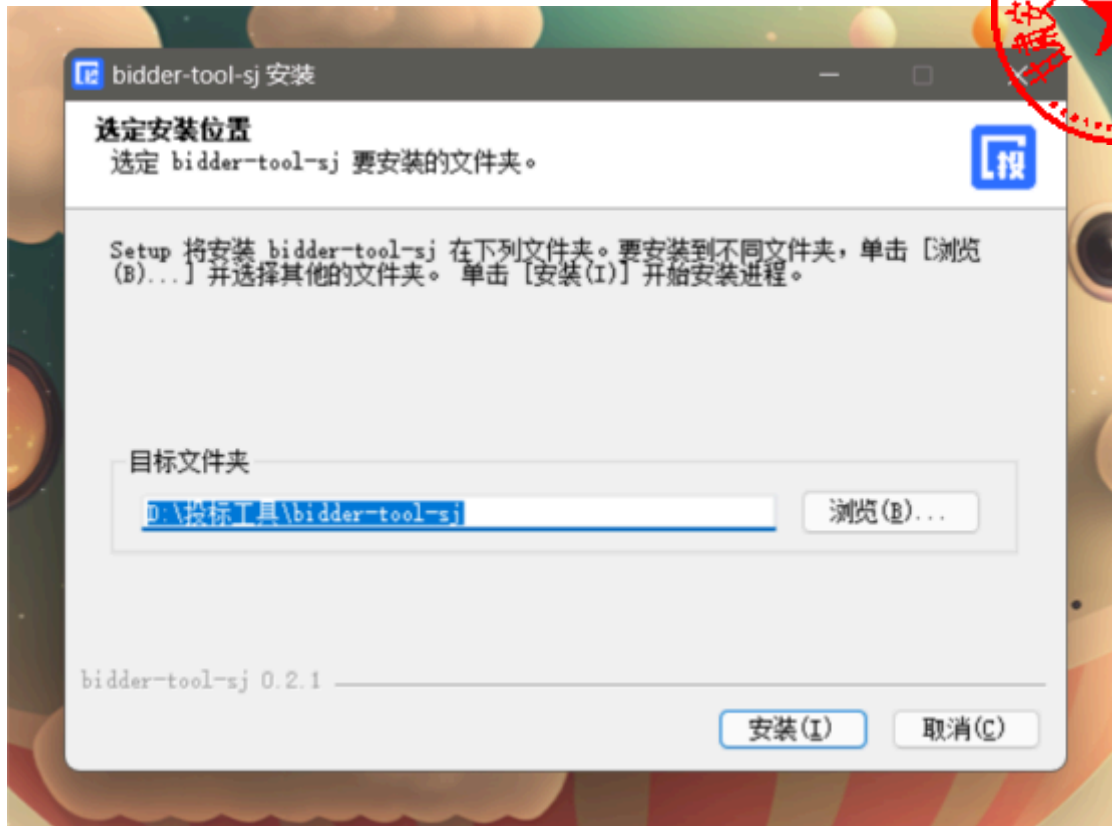 bidder-tool-sj 安装
选定安装位置
选定 bidder-tool-sj 要安装的文件夹。
投
Setup 将安装 bidder-tool-sj 在下列文件夹。要安装到不同文件夹，单击 [浏览
(B)...] 并选择其他的文件夹。 单击 [安装(I)] 开始安装进程。
目标文件夹
D:\投标工具\bidder-tool-sj
浏览(B)...
bidder-tool-sj 0.2.1
安装(I)
取消(C)